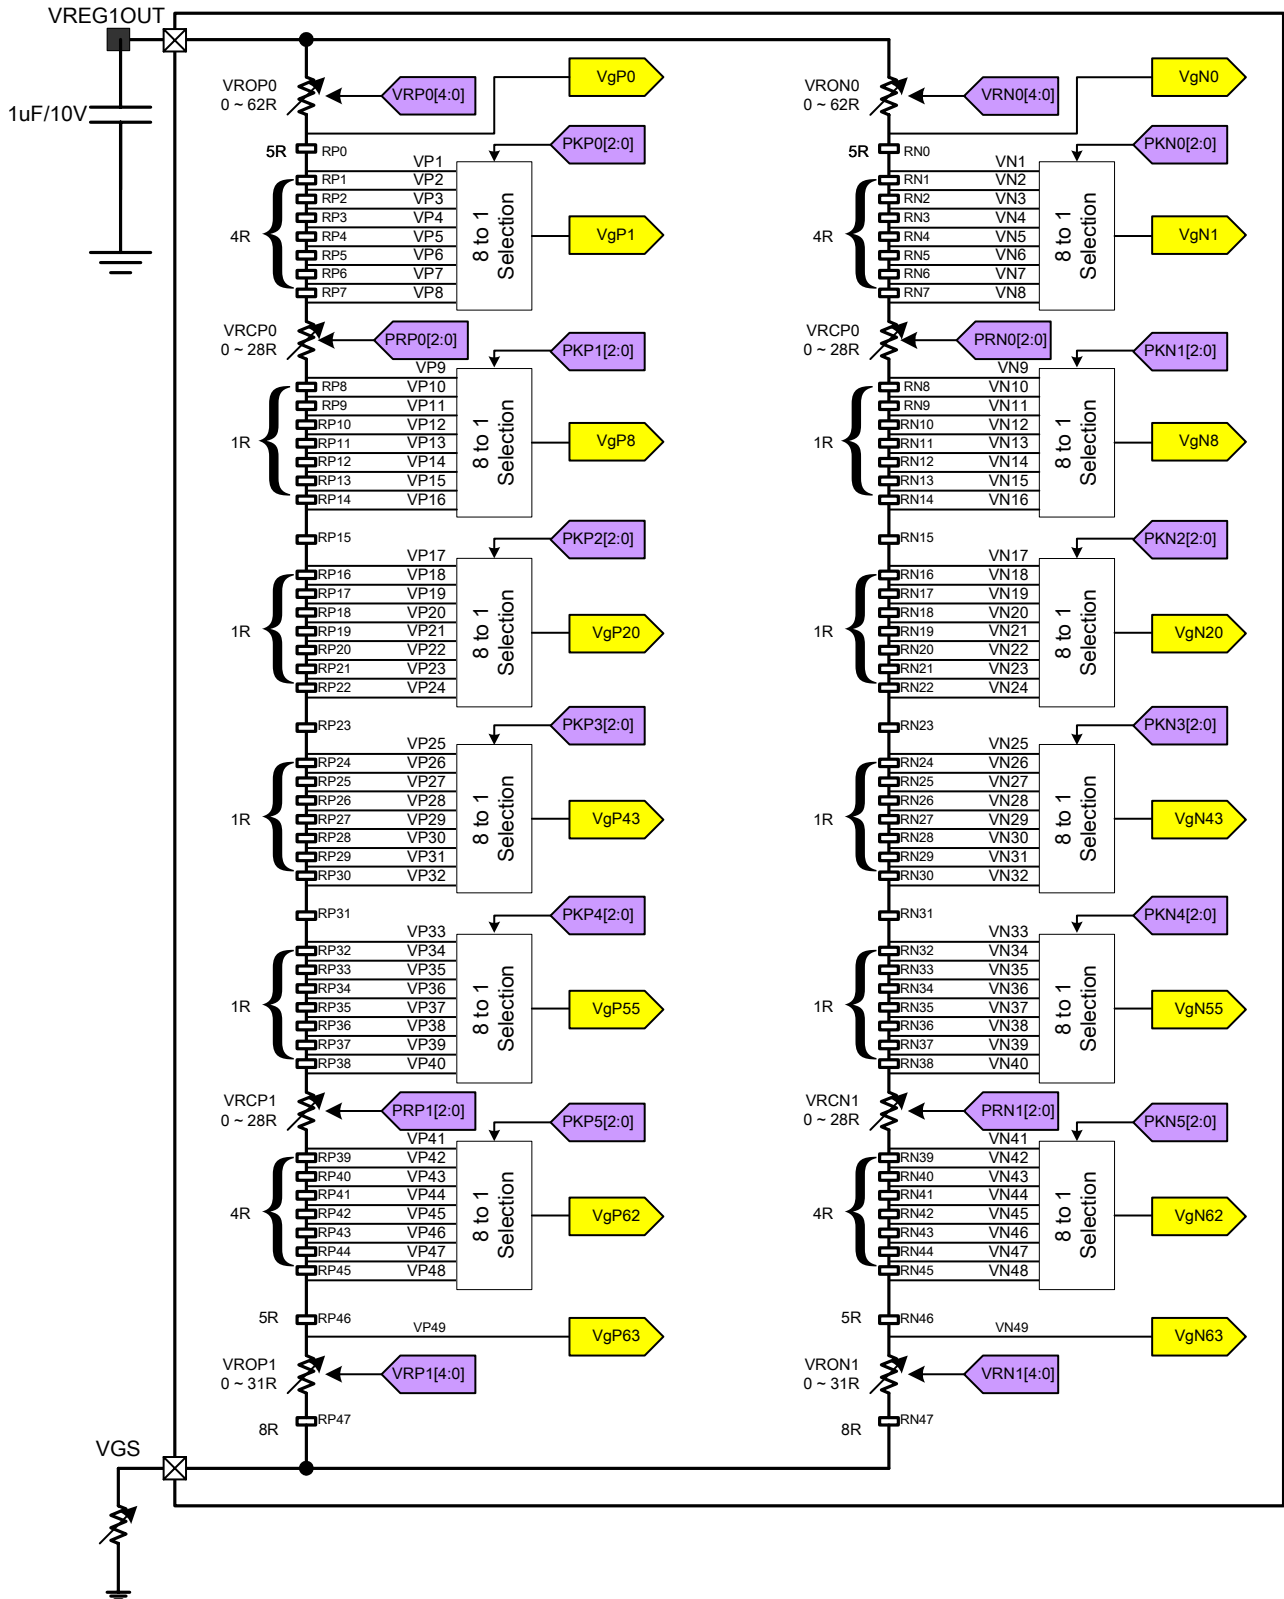 VREG1OUT
1uF/10V
VROP0
0 ~ 62R
VRP0[4:0]
VgP0
5R
RP0
PKP0[2:0]
VP1
RP1
VP2
RP2
VP3
RP3
VP4
4R
RP4
VP5
RP5
VP6
RP6
VP7
RP7
VP8
8 to 1
Selection
VgP1
VRCP0
0 ~ 28R
PRP0[2:0]
PKP1[2:0]
VP9
RP8
VP10
RP9
VP11
RP10
VP12
1R
RP11
VP13
RP12
VP14
RP13
VP15
RP14
VP16
8 to 1
Selection
VgP8
RP15
PKP2[2:0]
VP17
RP16
VP18
RP17
VP19
RP18
VP20
1R
RP19
VP21
RP20
VP22
RP21
VP23
RP22
VP24
8 to 1
Selection
VgP20
RP23
PKP3[2:0]
VP25
RP24
VP26
RP25
VP27
RP26
VP28
1R
RP27
VP29
RP28
VP30
RP29
VP31
RP30
VP32
8 to 1
Selection
VgP43
RP31
PKP4[2:0]
VP33
RP32
VP34
RP33
VP35
RP34
VP36
1R
RP35
VP37
RP36
VP38
RP37
VP39
RP38
VP40
8 to 1
Selection
VgP55
VRCP1
0 ~ 28R
PRP1[2:0]
PKP5[2:0]
VP41
RP39
VP42
RP40
VP43
RP41
VP44
4R
RP42
VP45
RP43
VP46
RP44
VP47
RP45
VP48
8 to 1
Selection
VgP62
5R
RP46
VP49
VgP63
VROP1
0 ~ 31R
VRP1[4:0]
8R
RP47
VGS
VRON0
0 ~ 62R
VRN0[4:0]
VgN0
5R
RN0
PKN0[2:0]
VN1
RN1
VN2
RN2
VN3
RN3
VN4
4R
RN4
VN5
RN5
VN6
RN6
VN7
RN7
VN8
8 to 1
Selection
VgN1
VRCP0
0 ~ 28R
PRN0[2:0]
PKN1[2:0]
VN9
RN8
VN10
RN9
VN11
RN10
VN12
1R
RN11
VN13
RN12
VN14
RN13
VN15
RN14
VN16
8 to 1
Selection
VgN8
RN15
PKN2[2:0]
VN17
RN16
VN18
RN17
VN19
RN18
VN20
1R
RN19
VN21
RN20
VN22
RN21
VN23
RN22
VN24
8 to 1
Selection
VgN20
RN23
PKN3[2:0]
VN25
RN24
VN26
RN25
VN27
RN26
VN28
1R
RN27
VN29
RN28
VN30
RN29
VN31
RN30
VN32
8 to 1
Selection
VgN43
RN31
PKN4[2:0]
VN33
RN32
VN34
RN33
VN35
RN34
VN36
1R
RN35
VN37
RN36
VN38
RN37
VN39
RN38
VN40
8 to 1
Selection
VgN55
VRCN1
0 ~ 28R
PRN1[2:0]
PKN5[2:0]
VN41
RN39
VN42
RN40
VN43
RN41
VN44
4R
RN42
VN45
RN43
VN46
RN44
VN47
RN45
VN48
8 to 1
Selection
VgN62
5R
RN46
VN49
VgN63
VRON1
0 ~ 31R
VRN1[4:0]
8R
RN47